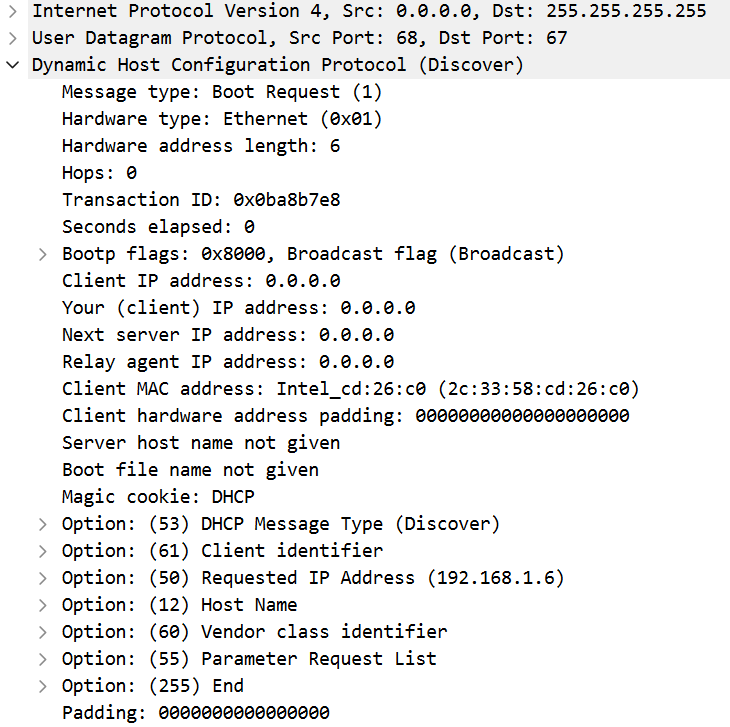 Internet Protocol Version 4, Src: 0.0.0.0, Dst: 255.255.255.255
User Datagram Protocol, Src Port: 68, Dst Port: 67
Dynamic Host Configuration Protocol (Discover)
Message type: Boot Request (1)
Hardware type: Ethernet (0x01)
Hardware address length: 6
Hops: 0
Transaction ID: 0x0ba8b7e8
Seconds elapsed: 0
Bootp flags: 0x8000, Broadcast flag (Broadcast)
Client IP address: 0.0.0.0
Your (client) IP address: 0.0.0.0
Next server IP address: 0.0.0.0
Relay agent IP address: 0.0.0.0
Client MAC address: Intel_cd:26:c0 (2c:33:58:cd:26:c0)
Client hardware address padding: 00000000000000000000
Server host name not given
Boot file name not given
Magic cookie: DHCP
Option: (53) DHCP Message Type (Discover)
Option: (61) Client identifier
Option: (50) Requested IP Address (192.168.1.6)
Option: (12) Host Name
Option: (60) Vendor class identifier
Option: (55) Parameter Request List
Option: (255) End
Padding: 0000000000000000